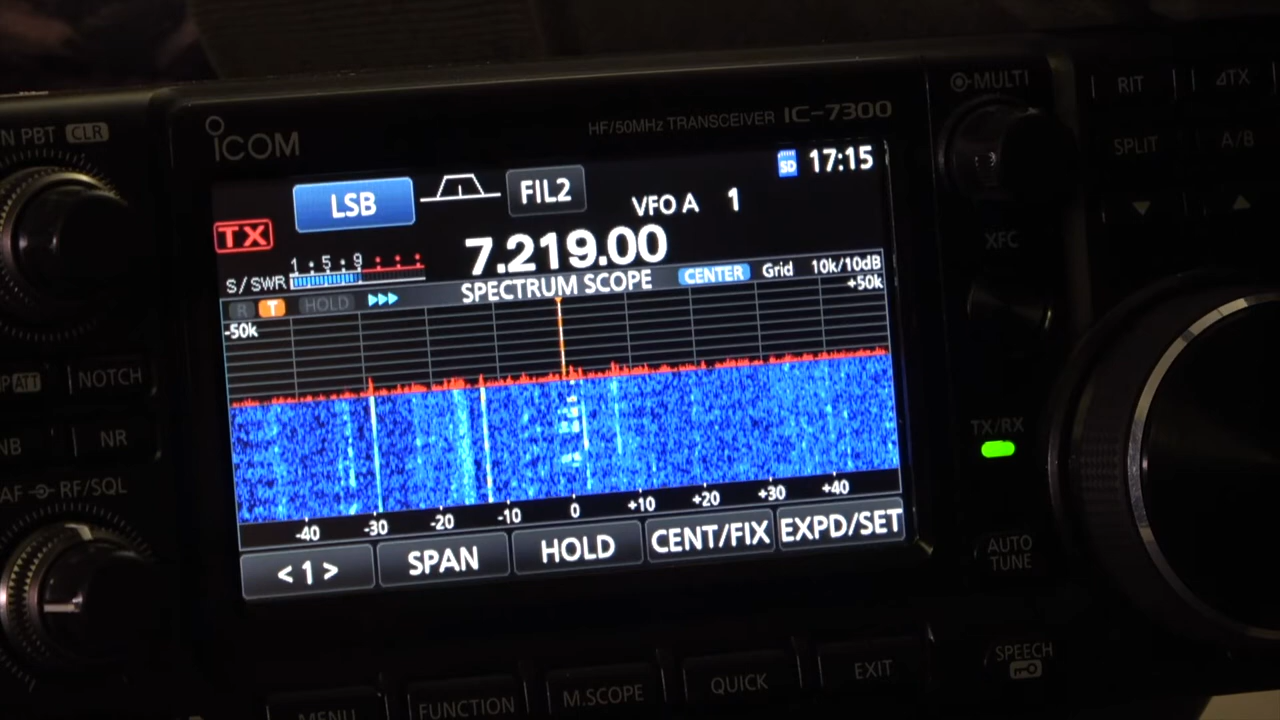 ICOM
HF/50MHz TRANSCEIVER IC-7300
MULTI
RIT
⊿TX
N PBT CLR
SPLIT
A/B
LSB
FIL2
SD 17:15
VFO A 1
TX
7.219.00
1 • 5 • 9
S/SWR
SPECTRUM SCOPE CENTER Grid 10k/10dB
R T HOLD
-50k
+50k
XFC
P ATT
NOTCH
NB
NR
TX/RX
AF RF/SQL
-40 -30 -20 -10 0 +10 +20 +30 +40
<1> SPAN HOLD CENT/FIX EXPD/SET
AUTO
TUNE
SPEECH
MENU FUNCTION M.SCOPE QUICK EXIT